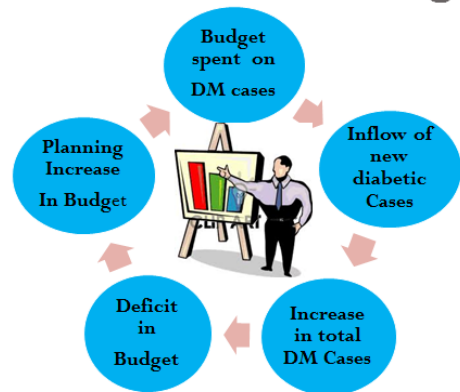 Budget
spent on
DM cases
Inflow of
new
diabetic
Cases
Increase
in total
DM Cases
Deficit
in
Budget
Planning
Increase
In Budget